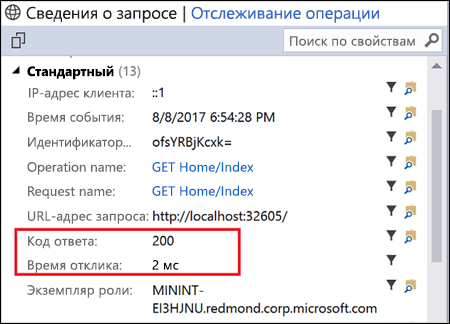 Сведения о запросе | Отслеживание операции
Поиск по свойствам
Стандартный (13)
IP-адрес клиента: ::1
Время события: 8/8/2017 6:54:28 PM
Идентификатор... ofsYRBjKcxk=
Operation name: GET Home/Index
Request name: GET Home/Index
URL-адрес запроса: http://localhost:32605/
Код ответа: 200
Время отклика: 2 мс
Экземпляр роли: MININT-
EI3HJNU.redmond.corp.microsoft.com